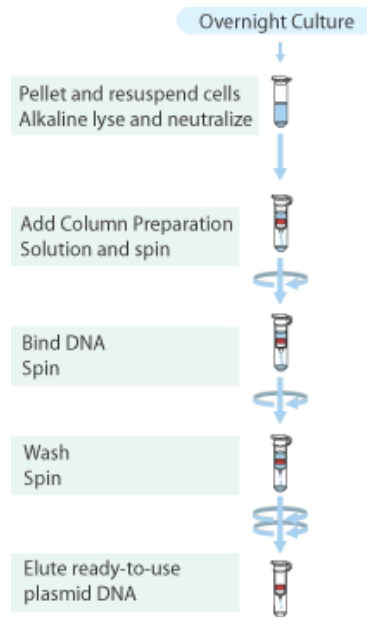 Overnight Culture
Pellet and resuspend cells
Alkaline lyse and neutralize
Add Column Preparation
Solution and spin
Bind DNA
Spin
Wash
Spin
Elute ready-to-use
plasmid DNA